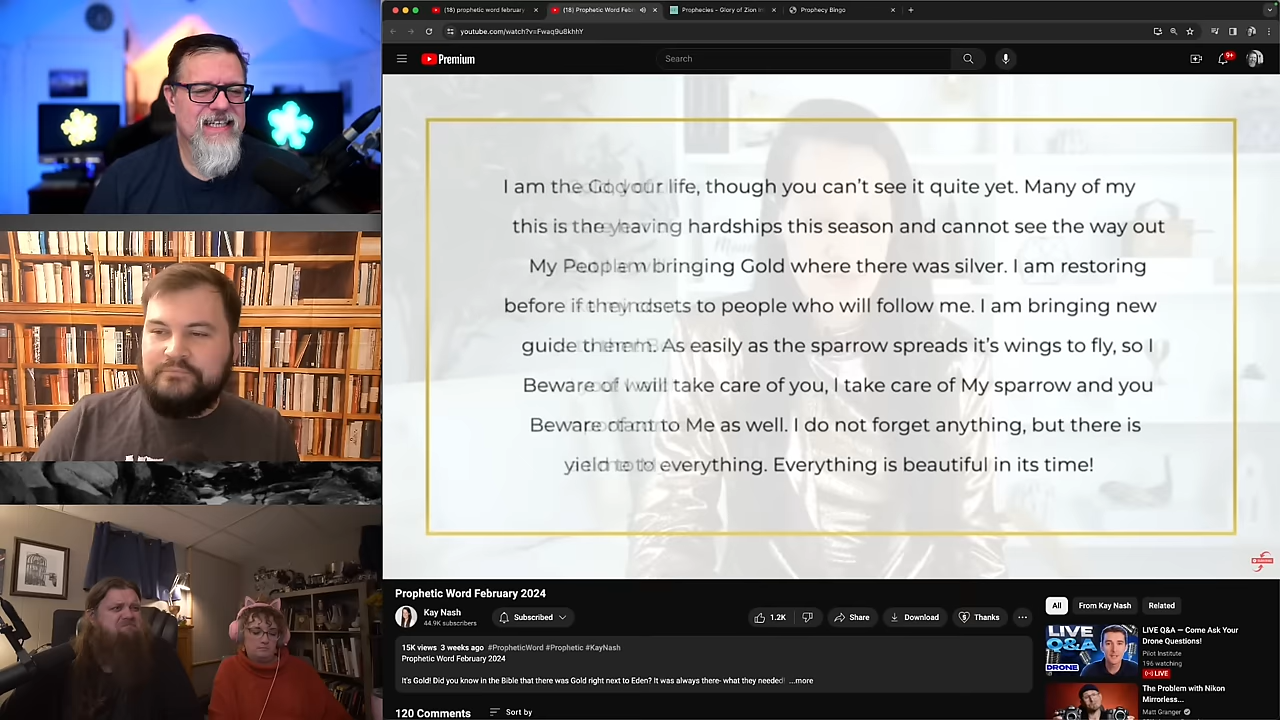 (18) prophetic word february
(18) Prophetic Word Feb
Prophecies - Glory of Zion
Prophecy Bingo
youtube.com/watch?v=Fwaq9u8khhY
Premium
Search
9+
I am the God your life, though you can't see it quite yet. Many of my
this is the having hardships this season and cannot see the way out
My People am bringing Gold where there was silver. I am restoring
before if they mindsets to people who will follow me. I am bringing new
guide them. As easily as the sparrow spreads it's wings to fly, so I
Beware of will take care of you, I take care of My sparrow and you
Beware of to Me as well. I do not forget anything, but there is
yield to everything. Everything is beautiful in its time!
Prophetic Word February 2024
Kay Nash
44.9K subscribers
Subscribed
1.2K
Share
Download
Thanks
15K views 3 weeks ago #PropheticWord #Prophetic #KayNash
Prophetic Word February 2024
It's Gold! Did you know in the Bible that there was Gold right next to Eden? It was always there- what they needed! ...more
120 Comments
Sort by
All
From Kay Nash
Related
LIVE
Q&A
DRONE
LIVE Q&A — Come Ask Your
Drone Questions!
Pilot Institute
196 watching
LIVE
The Problem with Nikon
Mirrorless...
Matt Granger